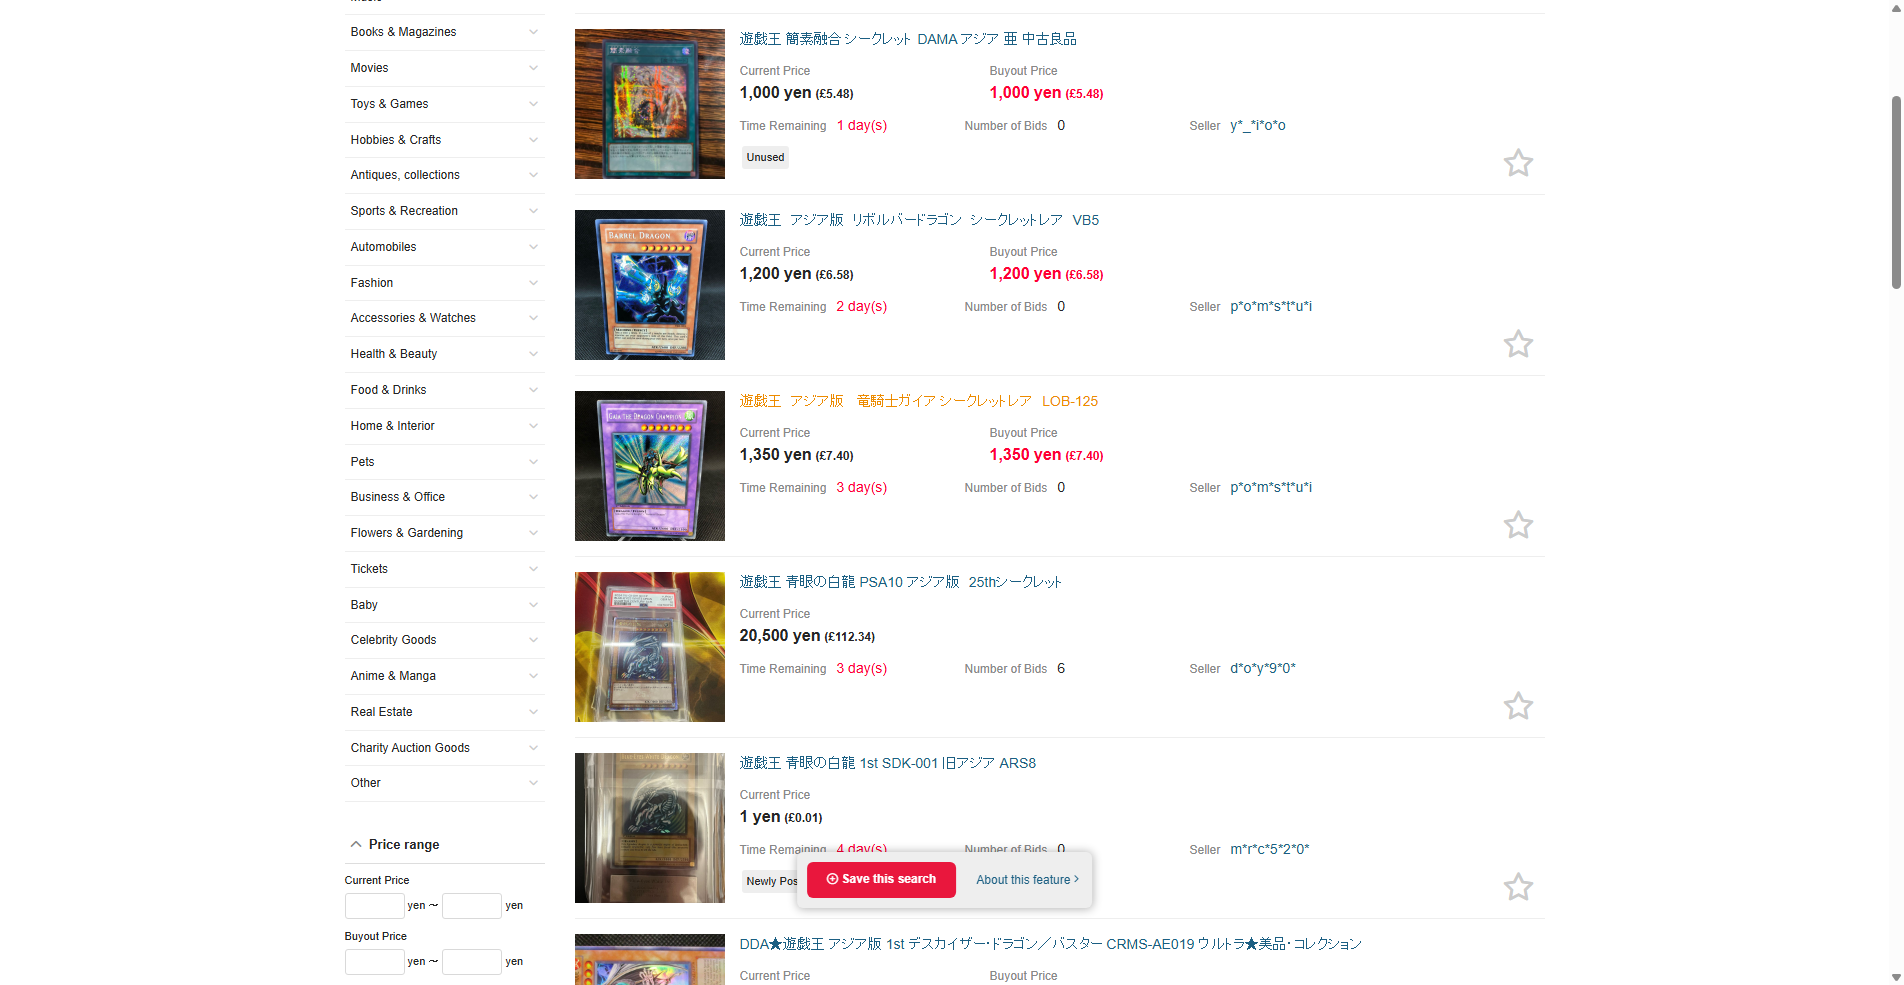 Books & Magazines
Movies
Toys & Games
Hobbies & Crafts
Antiques, collections
Sports & Recreation
Automobiles
Fashion
Accessories & Watches
Health & Beauty
Food & Drinks
Home & Interior
Pets
Business & Office
Flowers & Gardening
Tickets
Baby
Celebrity Goods
Anime & Manga
Real Estate
Charity Auction Goods
Other
Price range
Current Price
yen ～ yen
Buyout Price
yen ～ yen
遊戯王 簡素融合 シークレット DAMA アジア 亜 中古良品
Current Price Buyout Price
1,000 yen (£5.48) 1,000 yen (£5.48)
Time Remaining 1 day(s) Number of Bids 0 Seller y*_*i*o*o
Unused
BARREL DRAGON
遊戯王 アジア版 リボルバードラゴン シークレットレア VB5
Current Price Buyout Price
1,200 yen (£6.58) 1,200 yen (£6.58)
Time Remaining 2 day(s) Number of Bids 0 Seller p*o*m*s*t*u*i
GAIA THE DRAGON CHAMPION
遊戯王 アジア版 竜騎士ガイア シークレットレア LOB-125
Current Price Buyout Price
1,350 yen (£7.40) 1,350 yen (£7.40)
Time Remaining 3 day(s) Number of Bids 0 Seller p*o*m*s*t*u*i
遊戯王 青眼の白龍 PSA10 アジア版 25thシークレット
Current Price
20,500 yen (£112.34)
Time Remaining 3 day(s) Number of Bids 6 Seller d*o*y*9*0*
遊戯王 青眼の白龍 1st SDK-001 旧アジア ARS8
Current Price
1 yen (£0.01)
Time Remaining 4 day(s) Number of Bids 0 Seller m*r*c*5*2*0*
Newly Pos
Save this search About this feature
DDA★遊戯王 アジア版 1st デスカイザー・ドラゴン／バスター CRMS-AE019 ウルトラ★美品・コレクション
Current Price Buyout Price